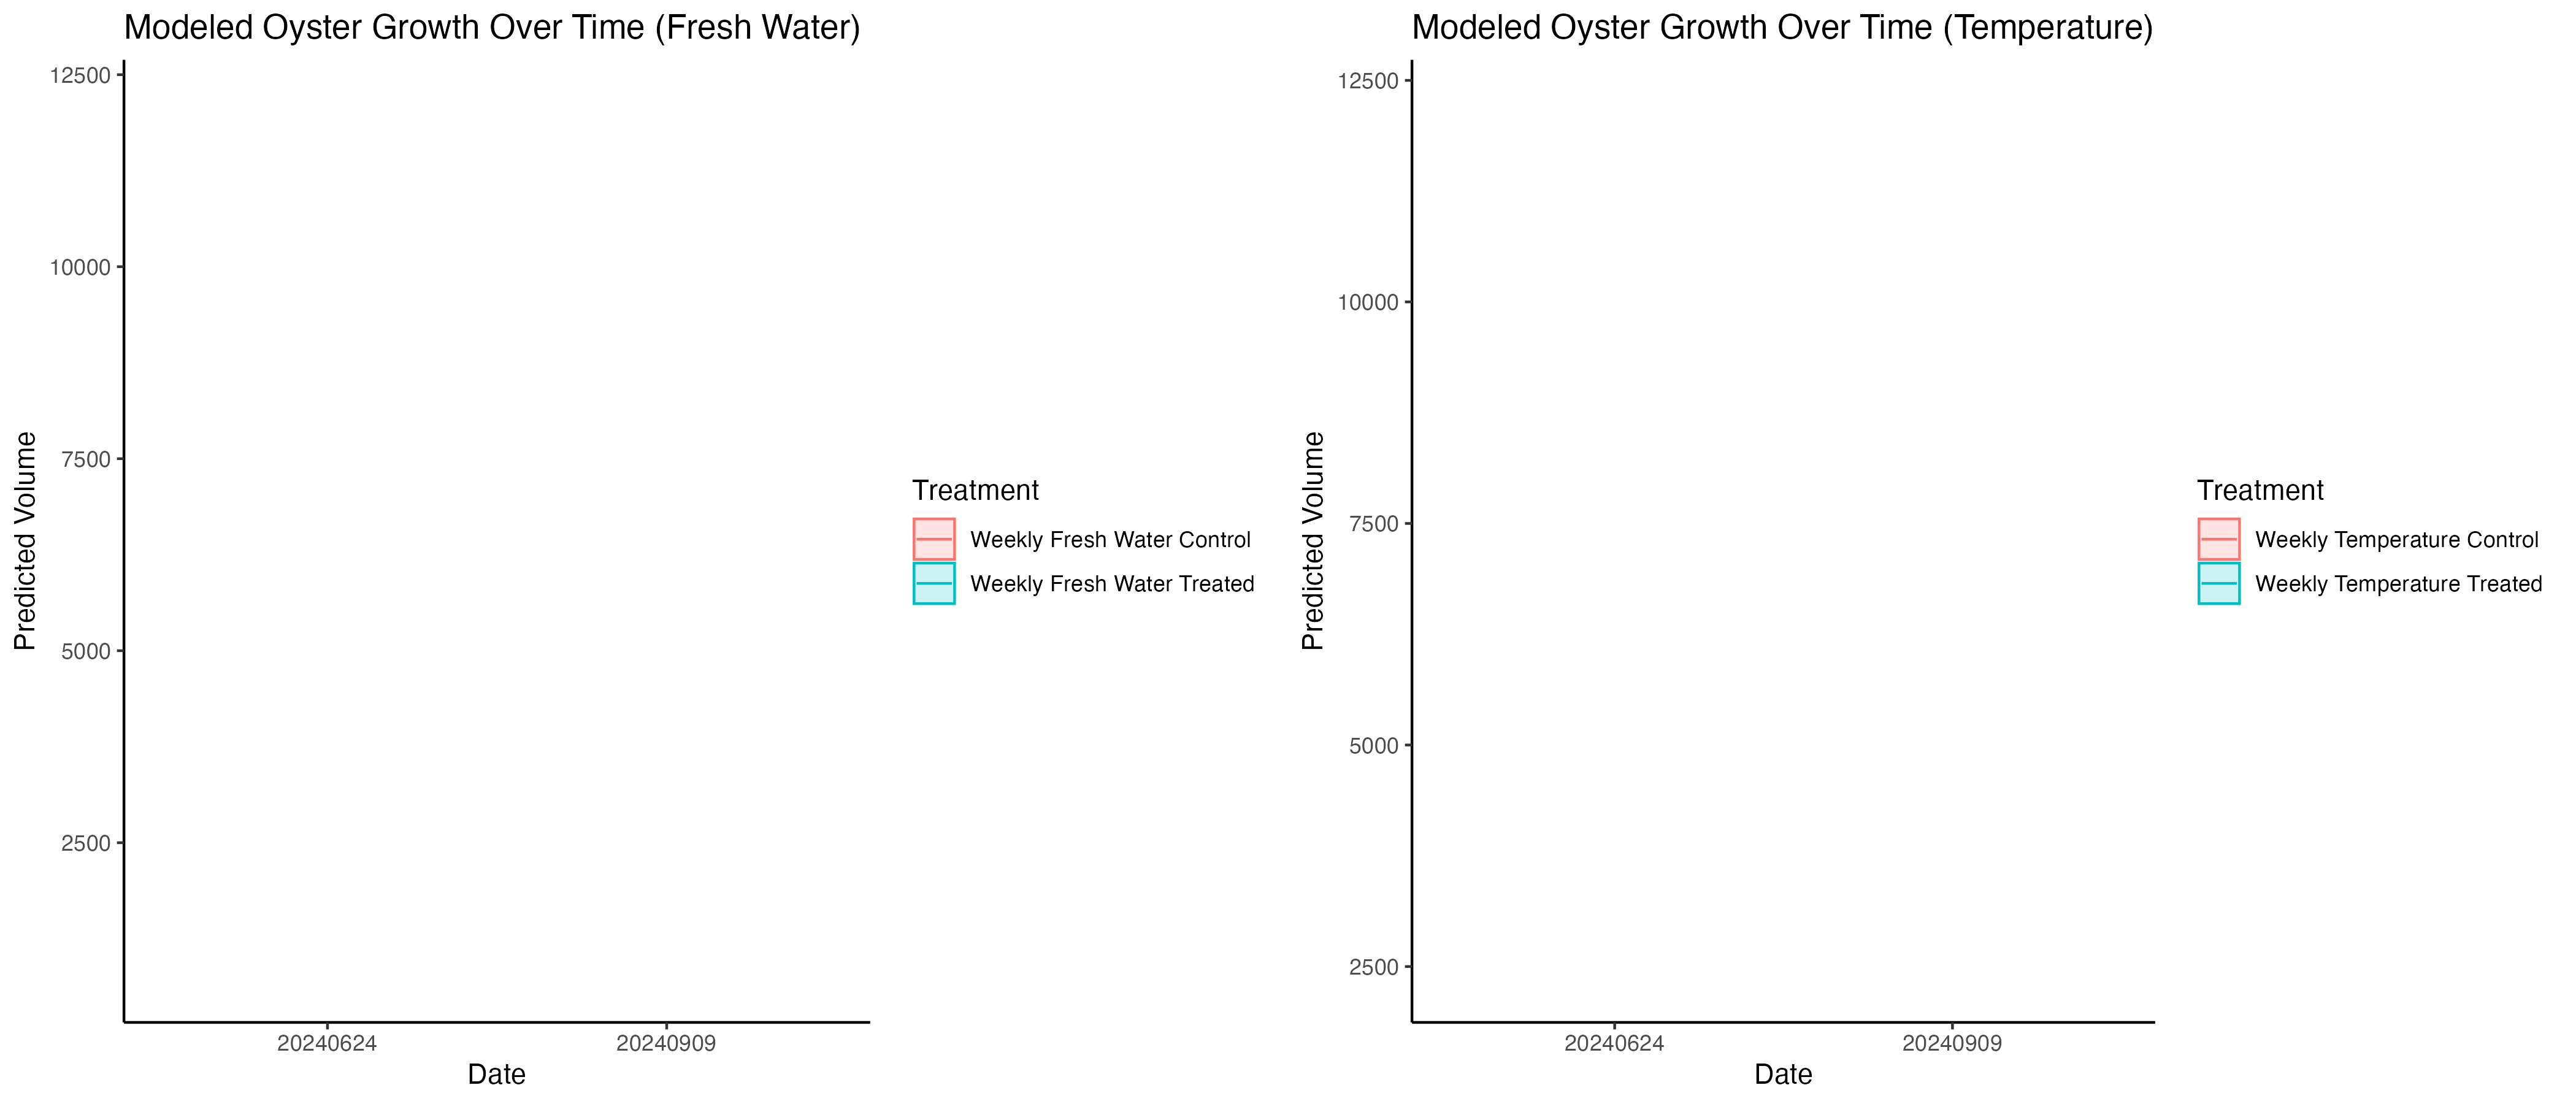 Modeled Oyster Growth Over Time (Fresh Water)
12500
10000
7500
5000
2500
Predicted Volume
20240624
20240909
Date
Treatment
Weekly Fresh Water Control
Weekly Fresh Water Treated
Modeled Oyster Growth Over Time (Temperature)
12500
10000
7500
5000
2500
Predicted Volume
20240624
20240909
Date
Treatment
Weekly Temperature Control
Weekly Temperature Treated